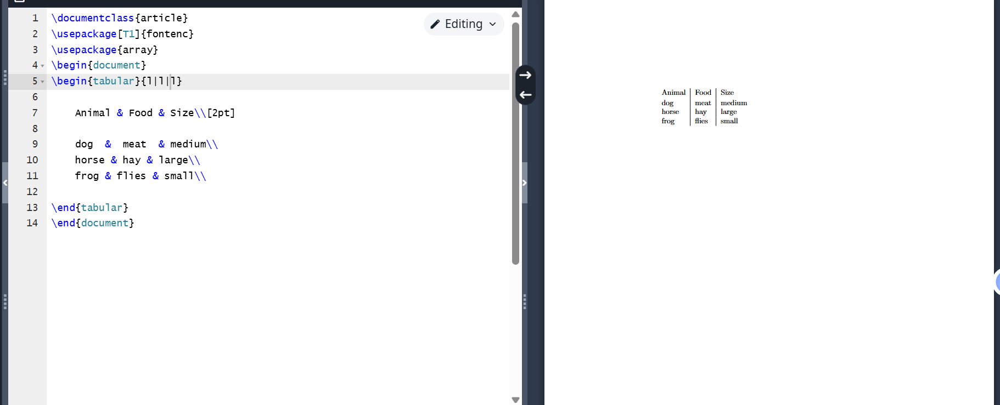 Editing
1 \documentclass{article}
2 \usepackage[T1]{fontenc}
3 \usepackage{array}
4 \begin{document}
5 \begin{tabular}{l|l|l}
6
7     Animal & Food & Size\\[2pt]
8
9     dog  &  meat  & medium\\
10     horse & hay & large\\
11     frog & flies & small\\
12
13 \end{tabular}
14 \end{document}
Animal Food Size
dog meat medium
horse hay large
frog flies small